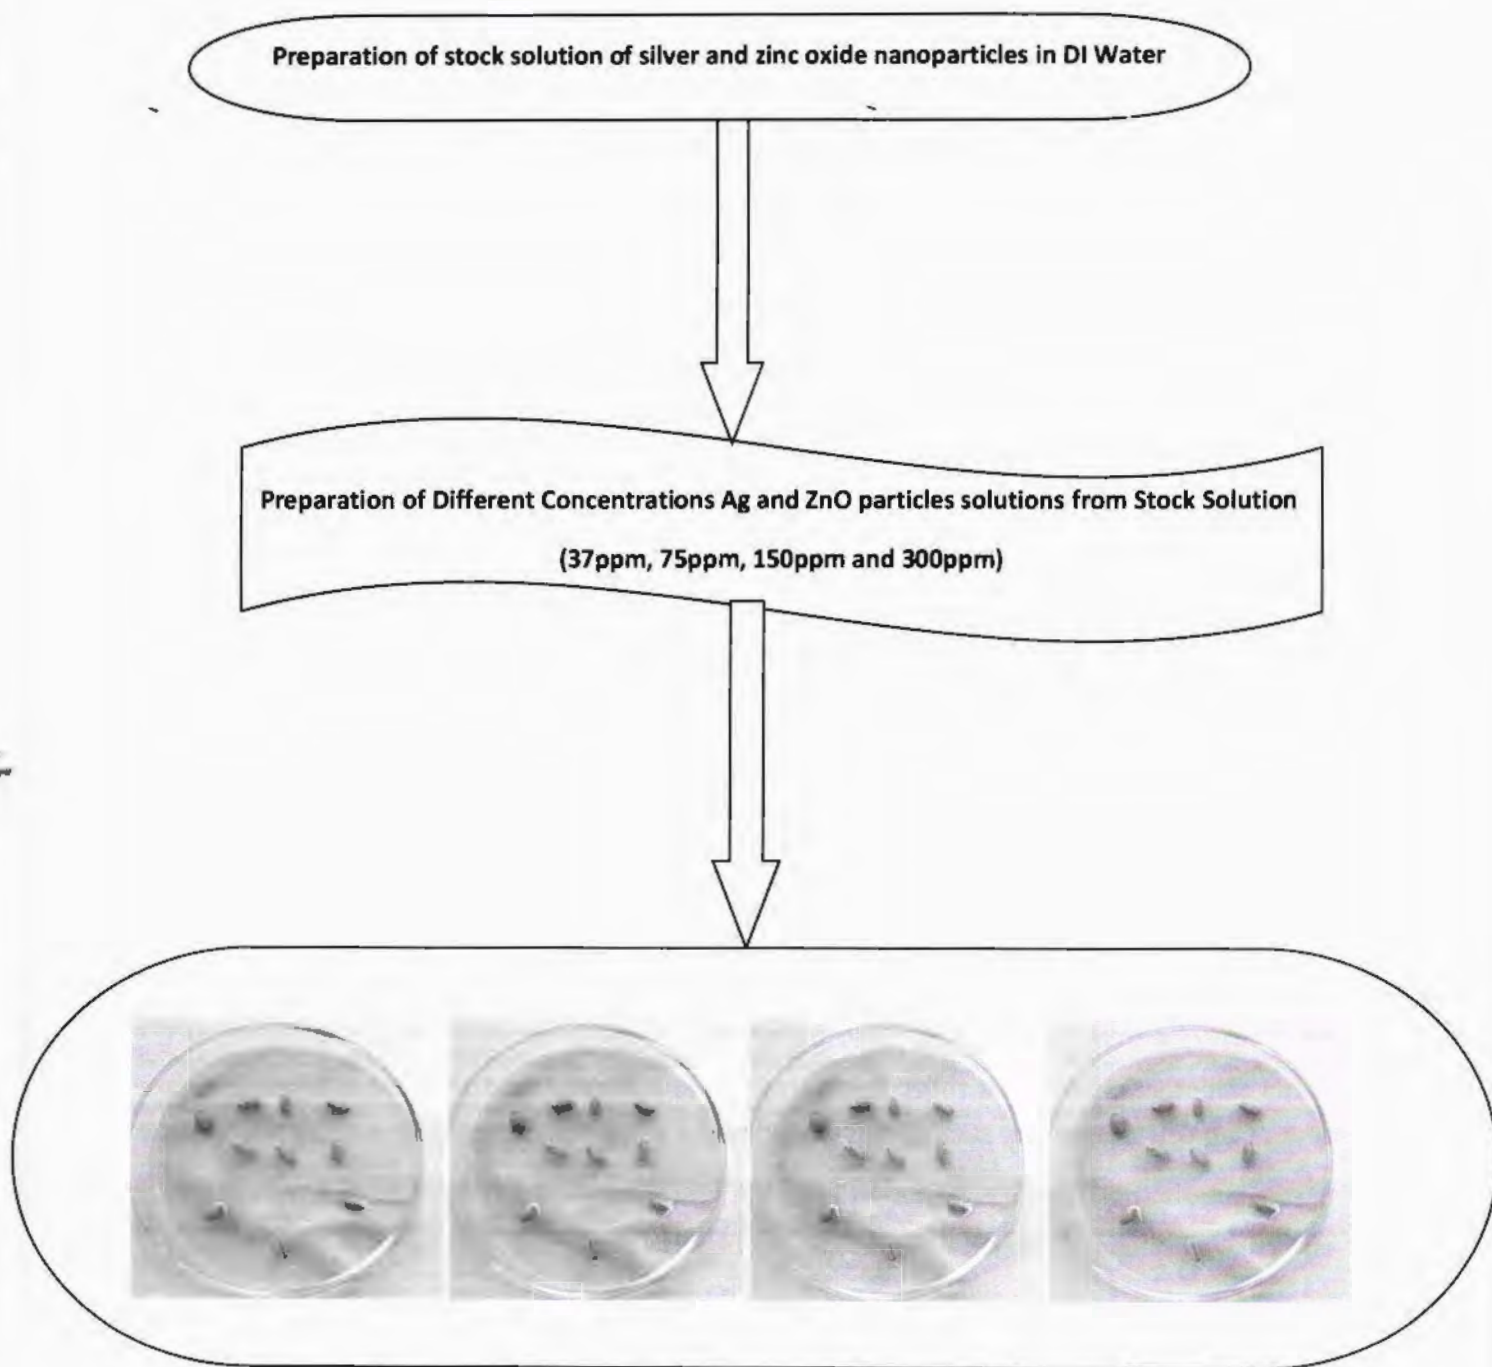 Preparation of stock solution of silver and zinc oxide nanoparticles in DI Water
Preparation of Different Concentrations Ag and ZnO particles solutions from Stock Solution
(37ppm, 75ppm, 150ppm and 300ppm)